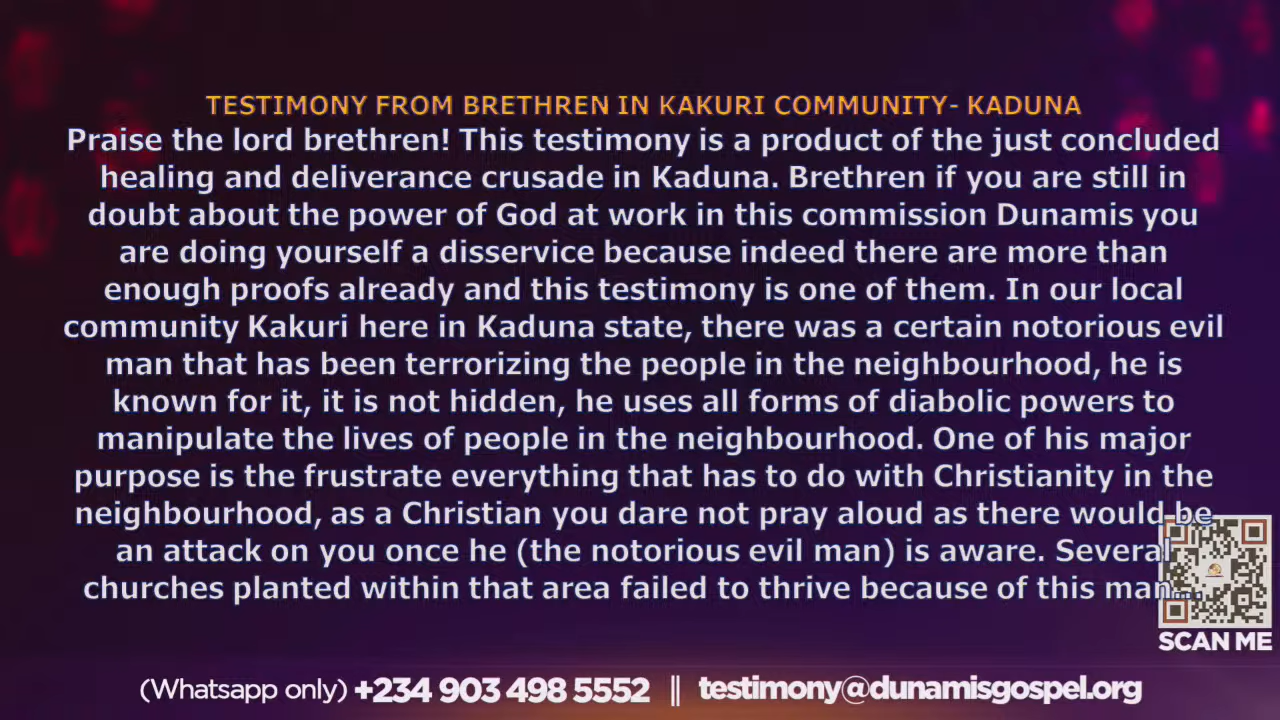 TESTIMONY FROM BRETHREN IN KAKURI COMMUNITY- KADUNA
Praise the lord brethren! This testimony is a product of the just concluded
healing and deliverance crusade in Kaduna. Brethren if you are still in
doubt about the power of God at work in this commission Dunamis you
are doing yourself a disservice because indeed there are more than
enough proofs already and this testimony is one of them. In our local
community Kakuri here in Kaduna state, there was a certain notorious evil
man that has been terrorizing the people in the neighbourhood, he is
known for it, it is not hidden, he uses all forms of diabolic powers to
manipulate the lives of people in the neighbourhood. One of his major
purpose is the frustrate everything that has to do with Christianity in the
neighbourhood, as a Christian you dare not pray aloud as there would be
an attack on you once he (the notorious evil man) is aware. Several
churches planted within that area failed to thrive because of this man...
SCAN ME
(Whatsapp only) +234 903 498 5552 || testimony@dunamisgospel.org